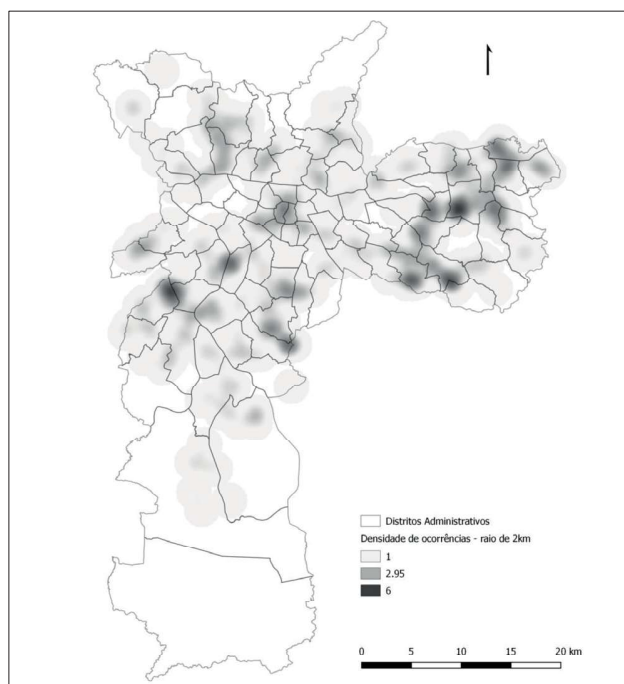 Distritos Administrativos
Densidade de ocorrências - raio de 2km
1
2.95
6
0 5 10 15 20 km